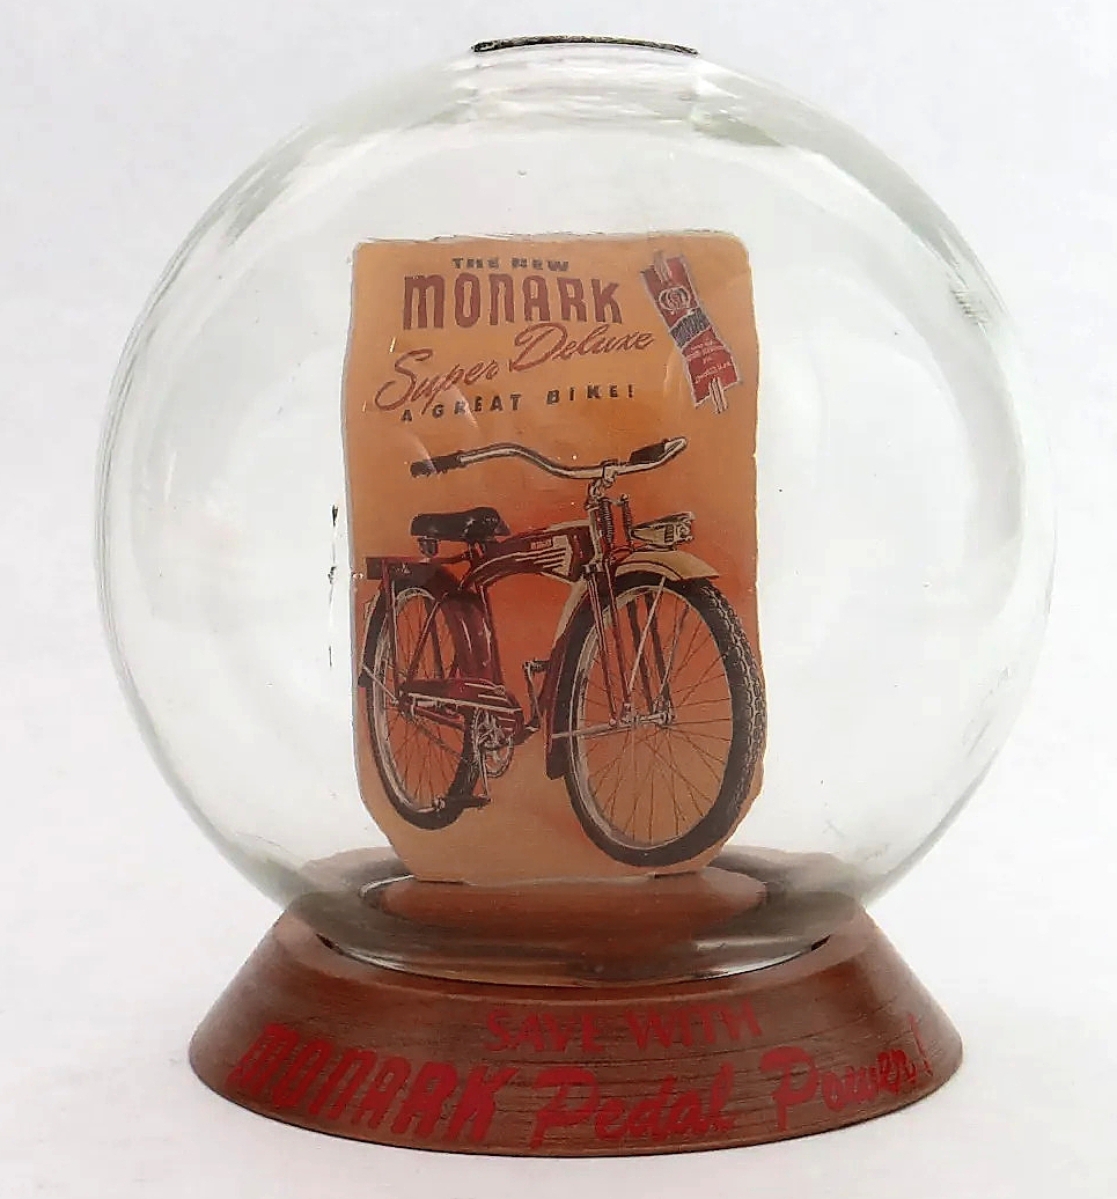 THE NEW
MONARK
Super Deluxe
A GREAT BIKE!
SAVE WITH
MONARK Pedal Power!